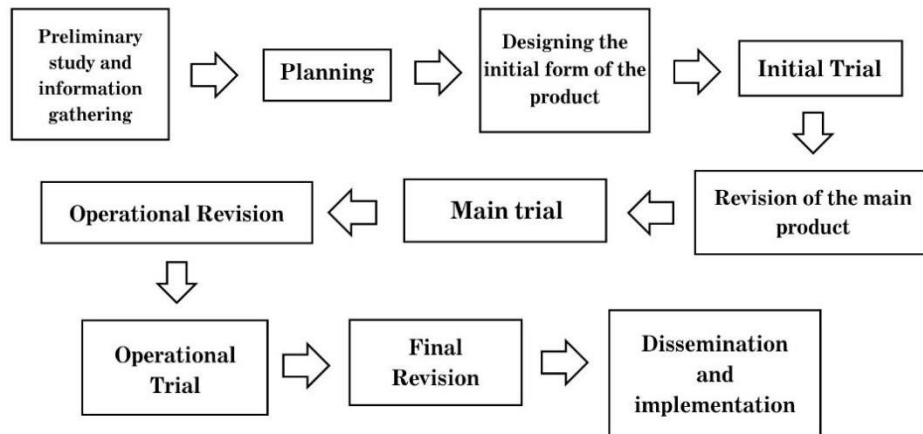 Preliminary
study and
information
gathering
Planning
Designing the
initial form of the
product
Initial Trial
Revision of the main
product
Main trial
Operational Revision
Operational
Trial
Final
Revision
Dissemination
and
implementation